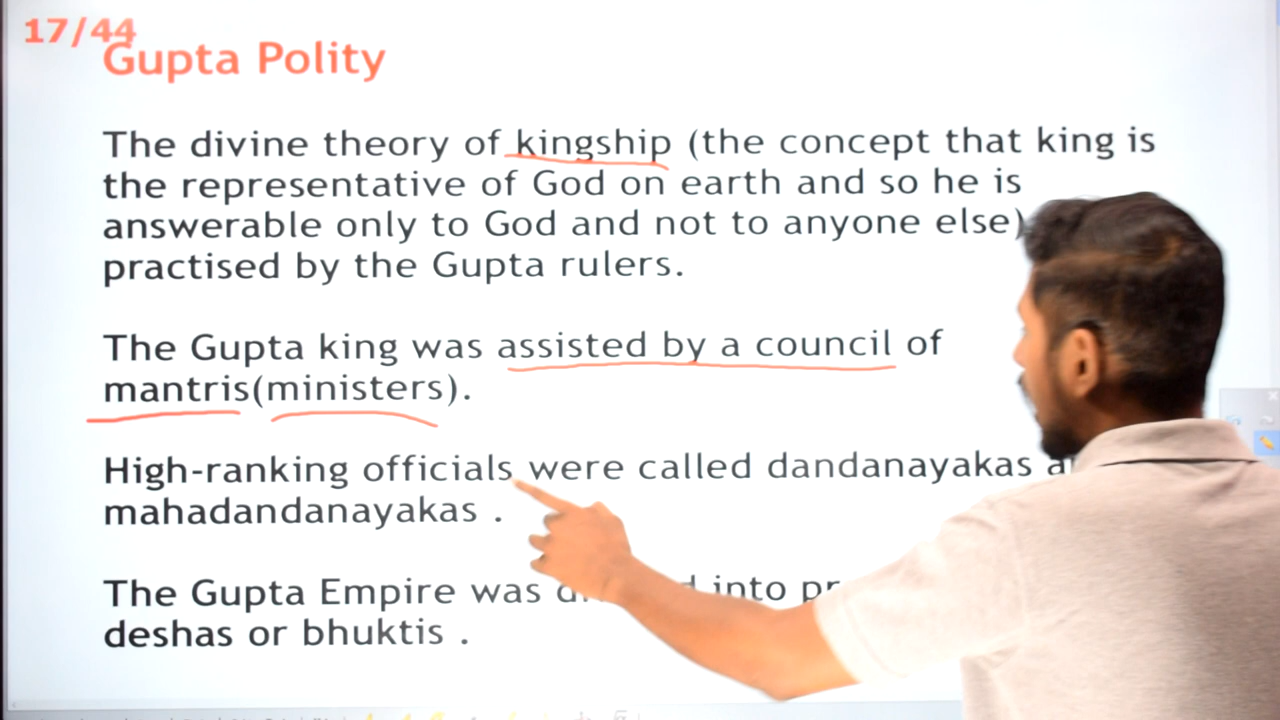 17/44
Gupta Polity
The divine theory of kingship (the concept that king is
the representative of God on earth and so he is
answerable only to God and not to anyone else)
practised by the Gupta rulers.
The Gupta king was assisted by a council of
mantris(ministers).
High-ranking officials were called dandanayakas
mahadandanayakas .
The Gupta Empire was into
deshas or bhuktis .